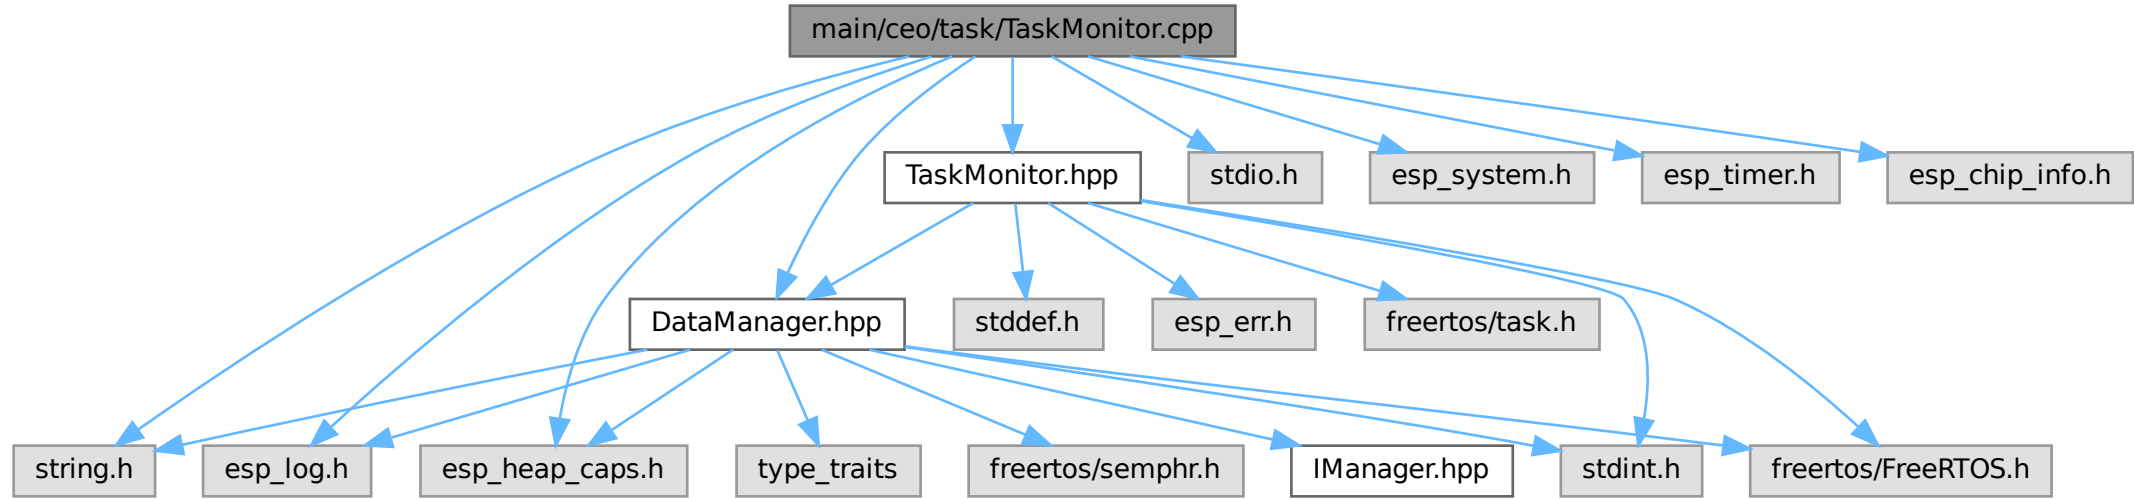 main/ceo/task/TaskMonitor.cpp
TaskMonitor.hpp
stdio.h
esp_system.h
esp_timer.h
esp_chip_info.h
DataManager.hpp
stddef.h
esp_err.h
freertos/task.h
string.h
esp_log.h
esp_heap_caps.h
type_traits
freertos/semphr.h
IManager.hpp
stdint.h
freertos/FreeRTOS.h